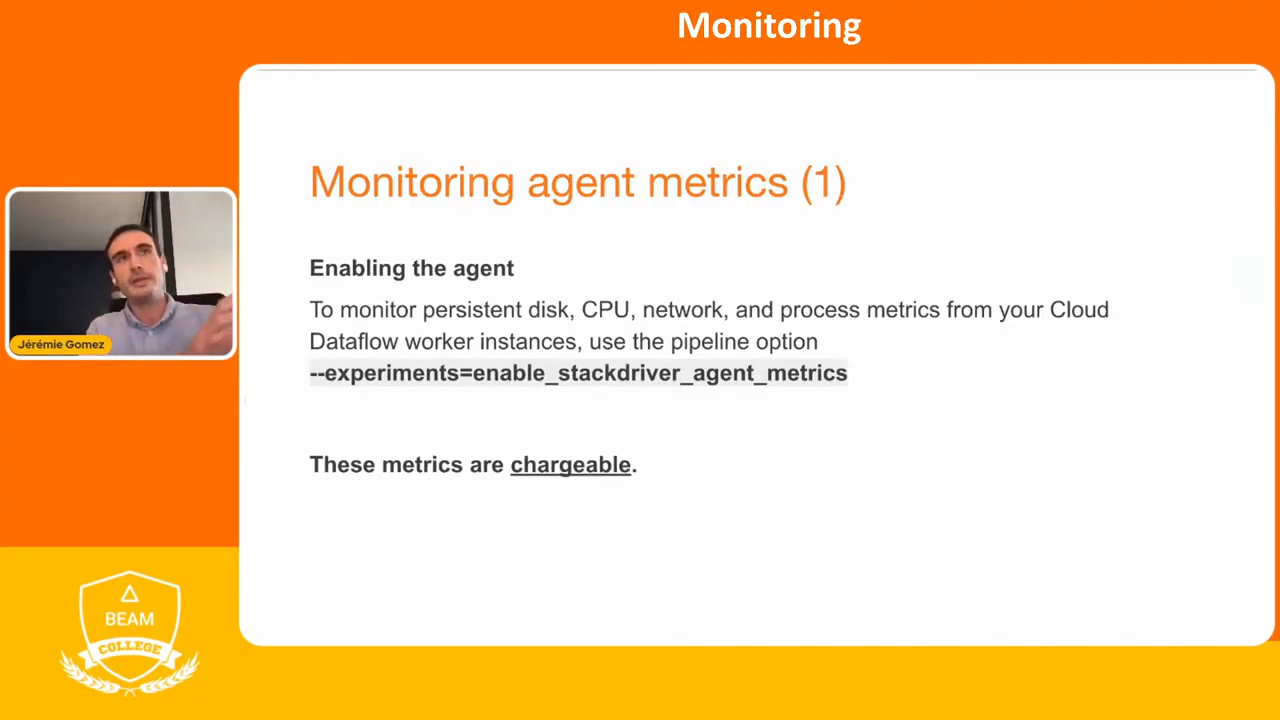 Monitoring
Monitoring agent metrics (1)
Enabling the agent
To monitor persistent disk, CPU, network, and process metrics from your Cloud
Dataflow worker instances, use the pipeline option
--experiments=enable_stackdriver_agent_metrics
These metrics are chargeable.
Jérémie Gomez
BEAM
COLLEGE